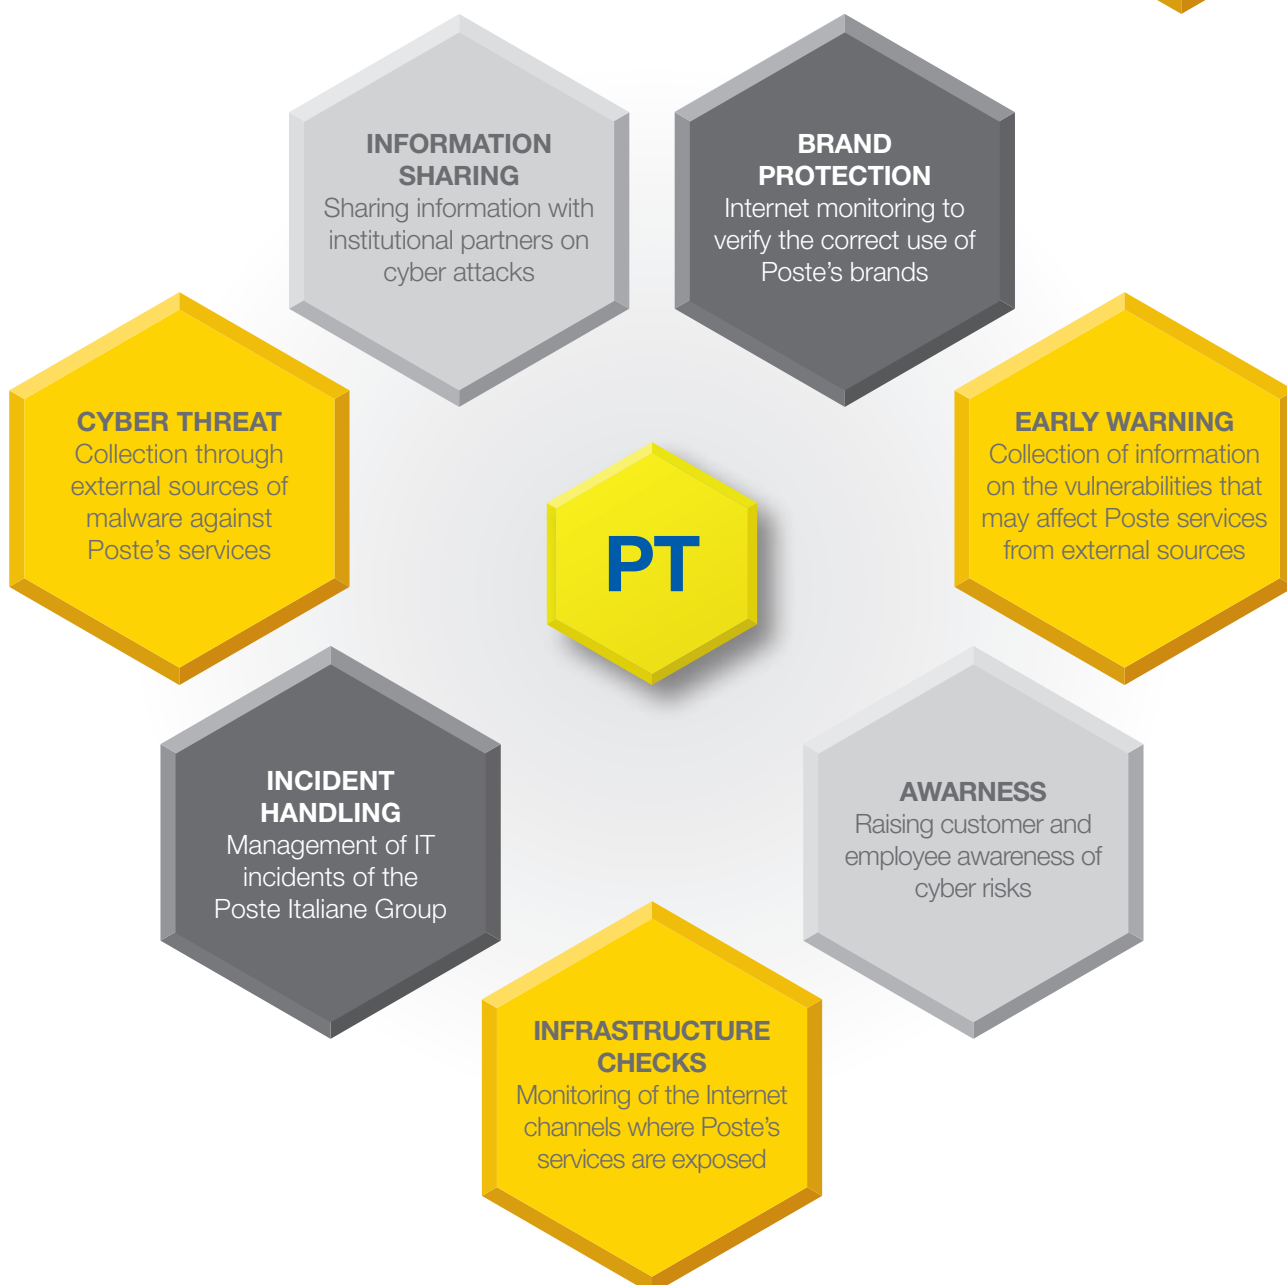 INFORMATION
SHARING
Sharing information with
institutional partners on
cyber attacks
BRAND
PROTECTION
Internet monitoring to
verify the correct use of
Poste's brands
CYBER THREAT
Collection through
external sources of
malware against
Poste's services
PT
EARLY WARNING
Collection of information
on the vulnerabilities that
may affect Poste services
from external sources
INCIDENT
HANDLING
Management of IT
incidents of the
Poste Italiane Group
AWARNESS
Raising customer and
employee awareness of
cyber risks
INFRASTRUCTURE
CHECKS
Monitoring of the Internet
channels where Poste's
services are exposed